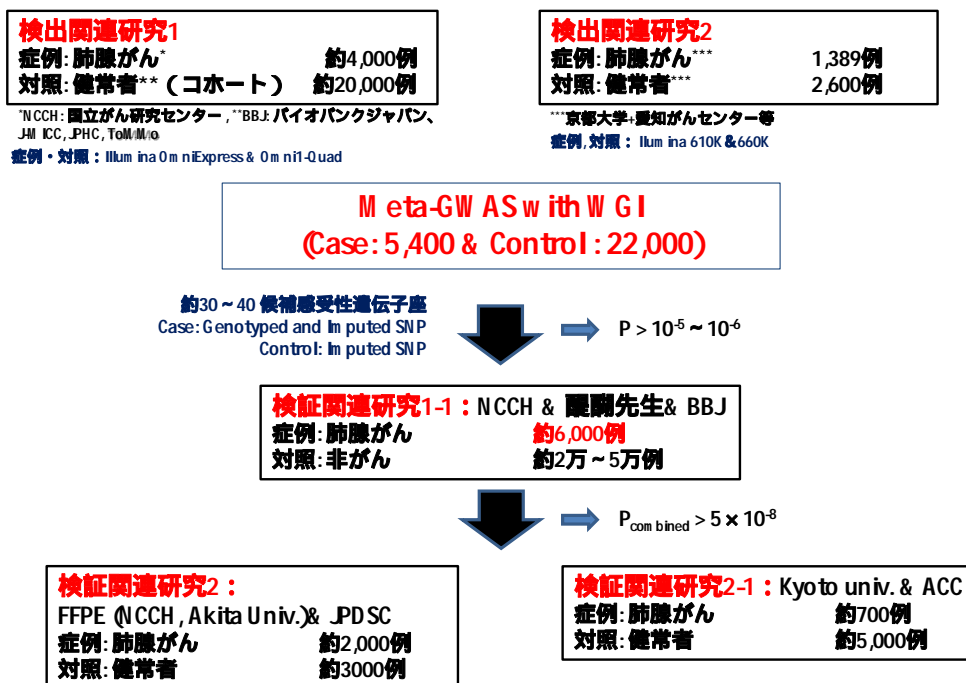 検出関連研究1
症例:肺腺がん* 約4,000例
対照:健常者**(コホート) 約20,000例
*NCCH:国立がん研究センター,**BBJ:バイオバンクジャパン、
J-MICC,JPHC,ToMMo
症例・対照:Illumina OmniExpress & Omni1-Quad
検出関連研究2
症例:肺腺がん*** 1,389例
対照:健常者*** 2,600例
***京都大学+愛知がんセンター等
症例,対照: Illumina 610K &660K
Meta-GWAS with WGI
(Case: 5,400 & Control: 22,000)
約30~40 候補感受性遺伝子座
Case: Genotyped and Imputed SNP
Control: Imputed SNP
P > 10-5 ~ 10-6
検証関連研究1-1:NCCH & 醍醐先生& BBJ
症例:肺腺がん 約6,000例
対照:非がん 約2万~5万例
Pcombined > 5 × 10-8
検証関連研究2:
FFPE (NCCH, Akita Univ.)& JPDSC
症例:肺腺がん 約2,000例
対照:健常者 約3000例
検証関連研究2-1:Kyoto univ. & ACC
症例:肺腺がん 約700例
対照:健常者 約5,000例